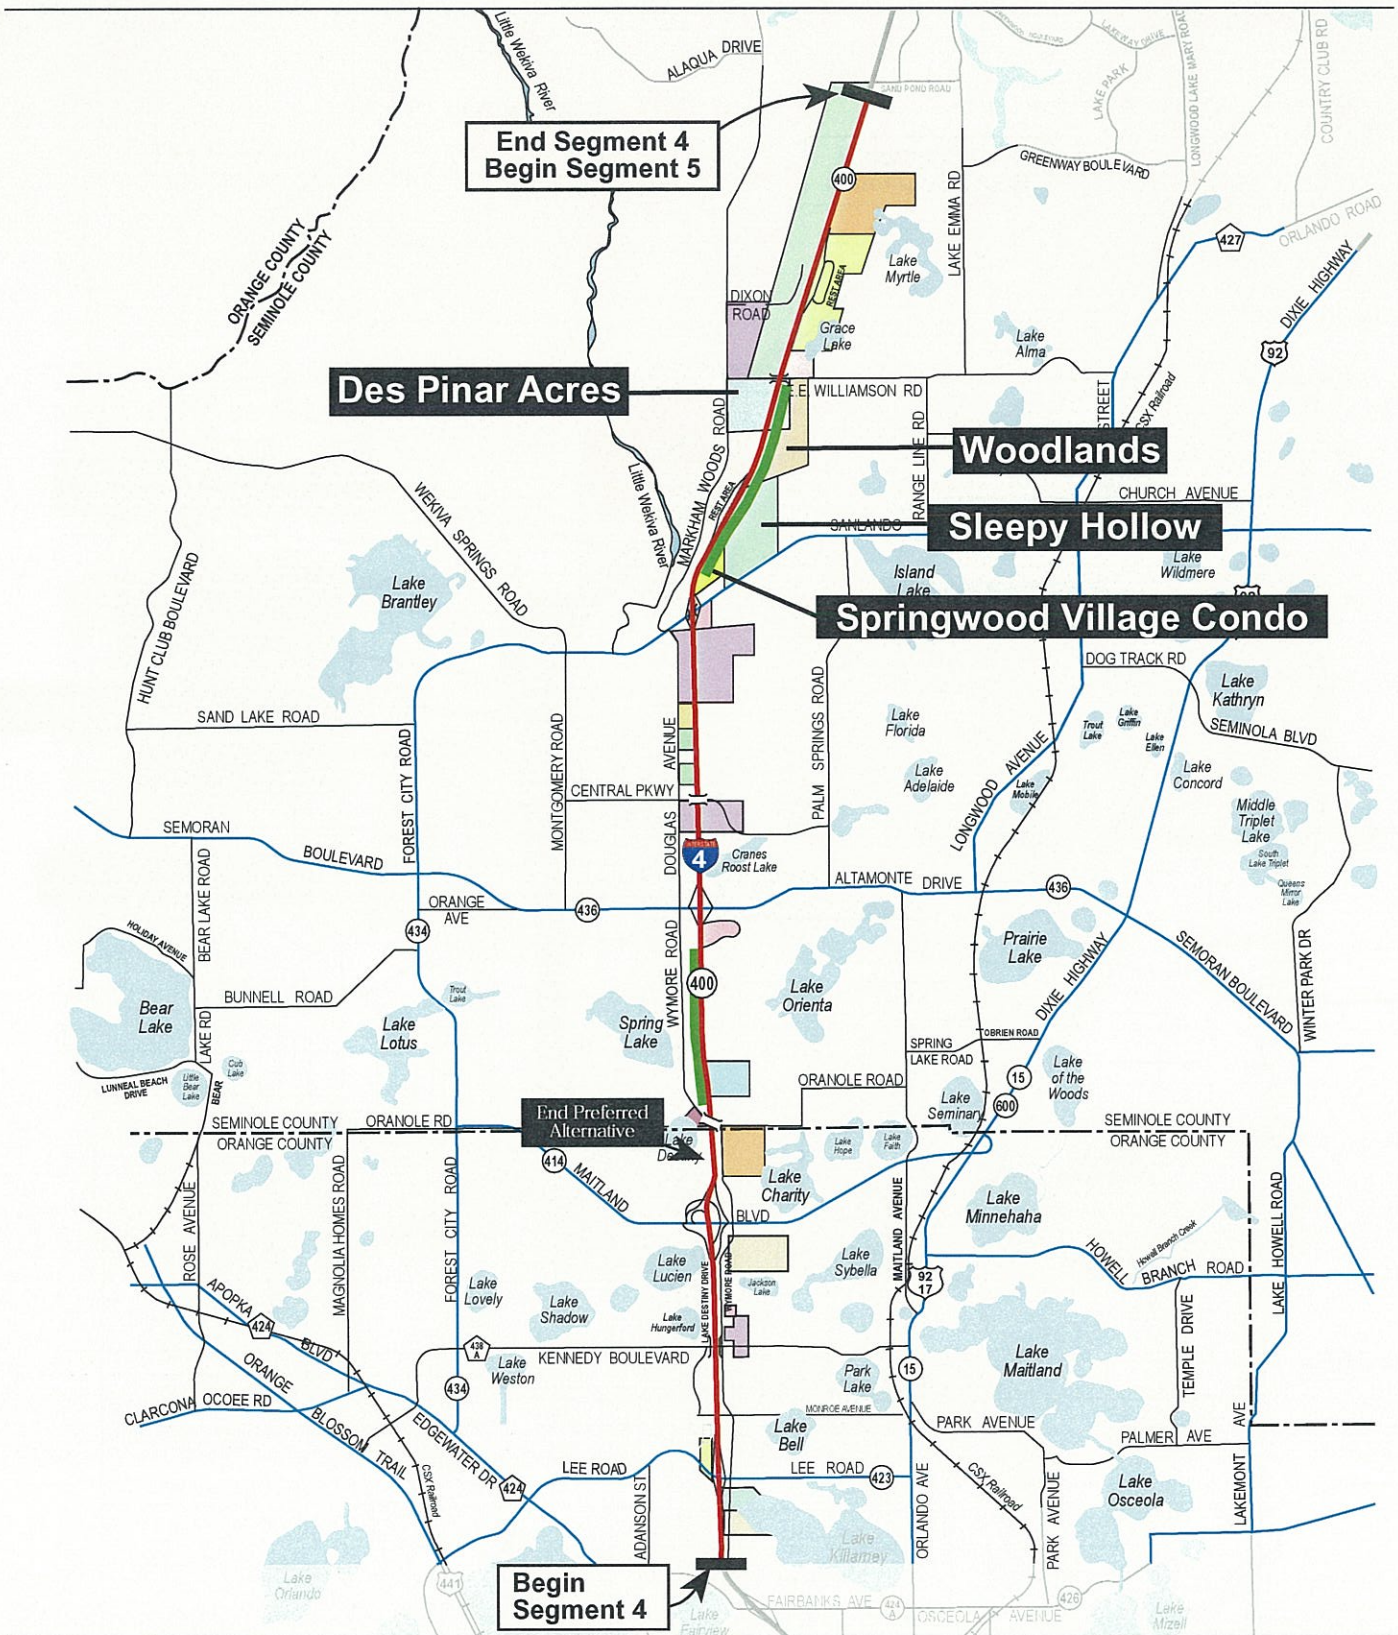 Little Wekiva River
ALAQUA DRIVE
SAND POND ROAD
LAKEWAY DRIVE
LAKE PARK
LONGWOOD LAKE MARY ROAD
COUNTRY CLUB RD
End Segment 4
Begin Segment 5
400
GREENWAY BOULEVARD
LAKE EMMA RD
427
ORLANDO ROAD
DIXIE HIGHWAY
92
ORANGE COUNTY
SEMINOLE COUNTY
Lake
Myrtle
REST AREA
DIXON
ROAD
Grace
Lake
Lake
Alma
Des Pinar Acres
E.E. WILLIAMSON RD
STREET
CSX Railroad
MARKHAM WOODS ROAD
RANGE LINE RD
Woodlands
Little Wekiva River
REST AREA
CHURCH AVENUE
WEKIVA SPRINGS ROAD
SANLANDO
Sleepy Hollow
HUNT CLUB BOULEVARD
Lake
Brantley
Island
Lake
Lake
Wildmere
Springwood Village Condo
DOG TRACK RD
Lake
Kathryn
SEMINOLA BLVD
SAND LAKE ROAD
FOREST CITY ROAD
MONTGOMERY ROAD
AVENUE
PALM SPRINGS ROAD
Lake
Florida
Trout
Lake
Lake
Griffin
Lake
Ellen
LONGWOOD AVENUE
Lake
Adelaide
Lake
Mobile
Lake
Concord
CENTRAL PKWY
Middle
Triplet
Lake
South
Lake Triplet
Queens
Mirror
Lake
SEMORAN
BOULEVARD
DOUGLAS
INTERSTATE
4
Cranes
Roost Lake
ALTAMONTE DRIVE
436
ORANGE
AVE
436
434
BEAR LAKE ROAD
HOLIDAY AVENUE
WYMORE ROAD
400
Prairie
Lake
DIXIE HIGHWAY
SEMORAN BOULEVARD
WINTER PARK DR
Bear
Lake
BUNNELL ROAD
Trout
Lake
Lake
Lotus
Spring
Lake
Lake
Orienta
OBRIEN ROAD
SPRING
LAKE ROAD
LAKE RD
BEAR
Cub
Lake
Little
Bear
Lake
LUNNEAL BEACH
DRIVE
ORANOLE ROAD
15
600
Lake
of the
Woods
Lake
Seminary
SEMINOLE COUNTY
ORANGE COUNTY
ORANOLE RD
End Preferred
Alternative
Lake
Destiny
Lake
Hope
Lake
Faith
SEMINOLE COUNTY
ORANGE COUNTY
414
MAITLAND
BLVD
Lake
Charity
MAITLAND AVENUE
Lake
Minnehaha
ROSE AVENUE
MAGNOLIA HOMES ROAD
FOREST CITY ROAD
Howell Branch Creek
HOWELL
BRANCH ROAD
LAKE HOWELL ROAD
Lake
Lucien
LAKE DESTINY DRIVE
WYMORE ROAD
Jackson
Lake
Lake
Sybella
92
17
Lake
Lovely
Lake
Shadow
Lake
Hungerford
APOPKA
424
BLVD
438
A
KENNEDY BOULEVARD
Lake
Weston
434
Lake
Maitland
TEMPLE DRIVE
Park
Lake
15
ORANGE
BLOSSOM TRAIL
CLARCONA OCOEE RD
EDGEWATER DR
424
MONROE AVENUE
Lake
Bell
PARK AVENUE
PALMER AVE
AVE
LAKEMONT
CSX Railroad
LEE ROAD
LEE ROAD
423
ADANSON ST
ORLANDO AVE
CSX Railroad
PARK AVENUE
Lake
Osceola
Lake
Killarney
Lake
Orlando
441
Begin
Segment 4
Lake
Fairview
FAIRBANKS AVE
424
A
OSCEOLA AVENUE
426
Lake
Mizell